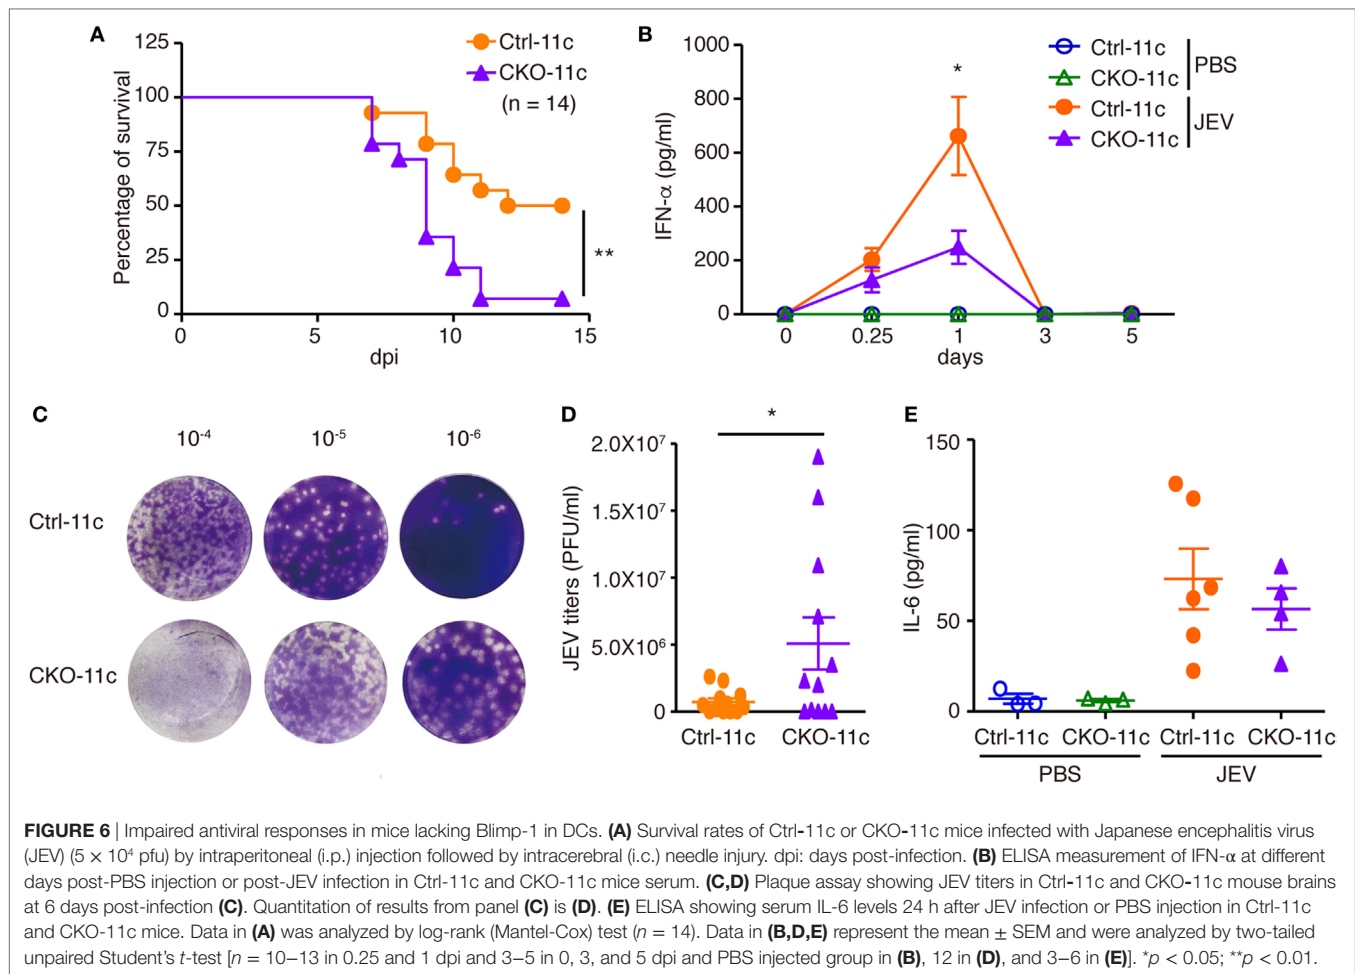 A
125
100
75
50
25
0
Percentage of survival
0
5
10
15
dpi
Ctrl-11c
CKO-11c
(n = 14)
**
B
1000
800
600
400
200
0
IFN-α (pg/ml)
0
0.25
1
3
5
days
*
Ctrl-11c
CKO-11c
Ctrl-11c
CKO-11c
PBS
JEV
C
10-4
10-5
10-6
Ctrl-11c
CKO-11c
D
*
2.0X10⁷
1.5X10⁷
1.0X10⁷
5.0X10⁶
0
JEV titers (PFU/ml)
Ctrl-11c
CKO-11c
E
150
100
50
0
IL-6 (pg/ml)
Ctrl-11c CKO-11c Ctrl-11c CKO-11c
PBS
JEV
FIGURE 6 | Impaired antiviral responses in mice lacking Blimp-1 in DCs. (A) Survival rates of Ctrl-11c or CKO-11c mice infected with Japanese encephalitis virus
(JEV) (5 × 10⁴ pfu) by intraperitoneal (i.p.) injection followed by intracerebral (i.c.) needle injury. dpi: days post-infection. (B) ELISA measurement of IFN-α at different
days post-PBS injection or post-JEV infection in Ctrl-11c and CKO-11c mice serum. (C,D) Plaque assay showing JEV titers in Ctrl-11c and CKO-11c mouse brains
at 6 days post-infection (C). Quantitation of results from panel (C) is (D). (E) ELISA showing serum IL-6 levels 24 h after JEV infection or PBS injection in Ctrl-11c
and CKO-11c mice. Data in (A) was analyzed by log-rank (Mantel-Cox) test (n = 14). Data in (B,D,E) represent the mean ± SEM and were analyzed by two-tailed
unpaired Student's t-test [n = 10–13 in 0.25 and 1 dpi and 3–5 in 0, 3, and 5 dpi and PBS injected group in (B), 12 in (D), and 3–6 in (E)]. *p < 0.05; **p < 0.01.